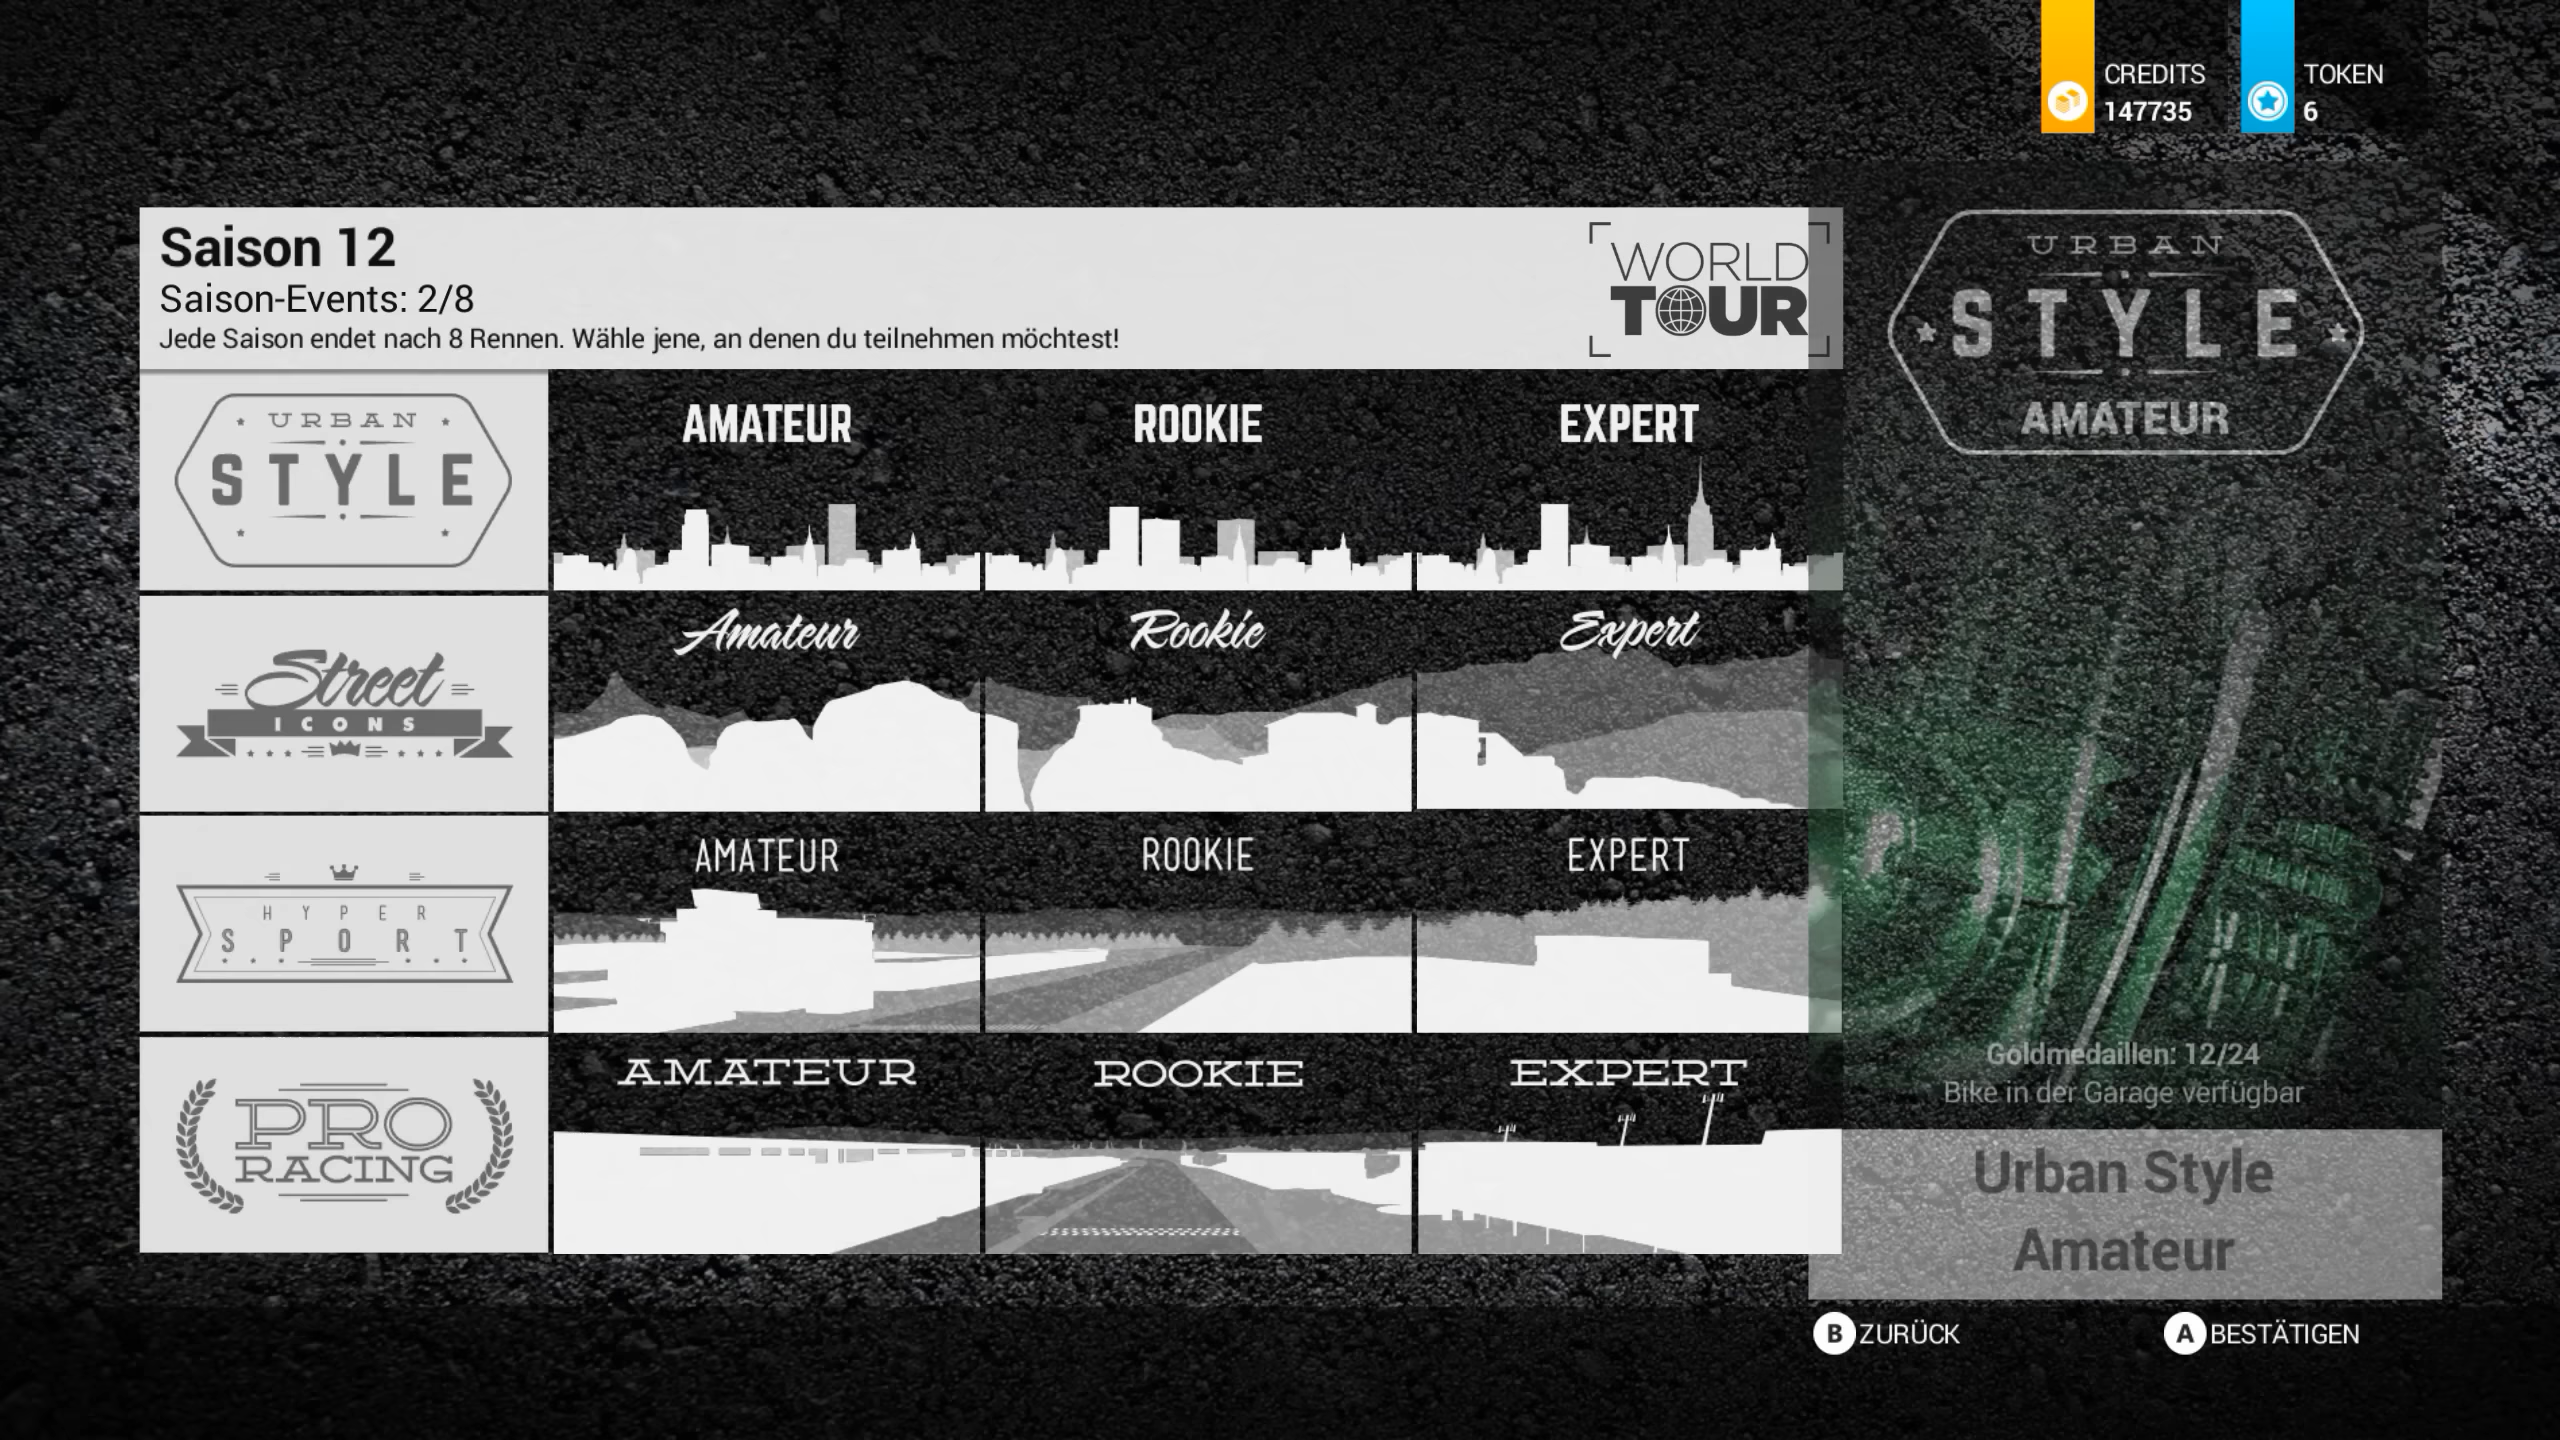 CREDITS
147735
TOKEN
6
Saison 12
Saison-Events: 2/8
Jede Saison endet nach 8 Rennen. Wähle jene, an denen du teilnehmen möchtest!
WORLD
TOUR
URBAN
STYLE
AMATEUR
URBAN
STYLE
AMATEUR
ROOKIE
EXPERT
Street
ICONS
Amateur
Rookie
Expert
HYPER
SPORT
AMATEUR
ROOKIE
EXPERT
PRO
RACING
AMATEUR
ROOKIE
EXPERT
Goldmedaillen: 12/24
Bike in der Garage verfügbar
Urban Style
Amateur
B ZURÜCK
A BESTÄTIGEN